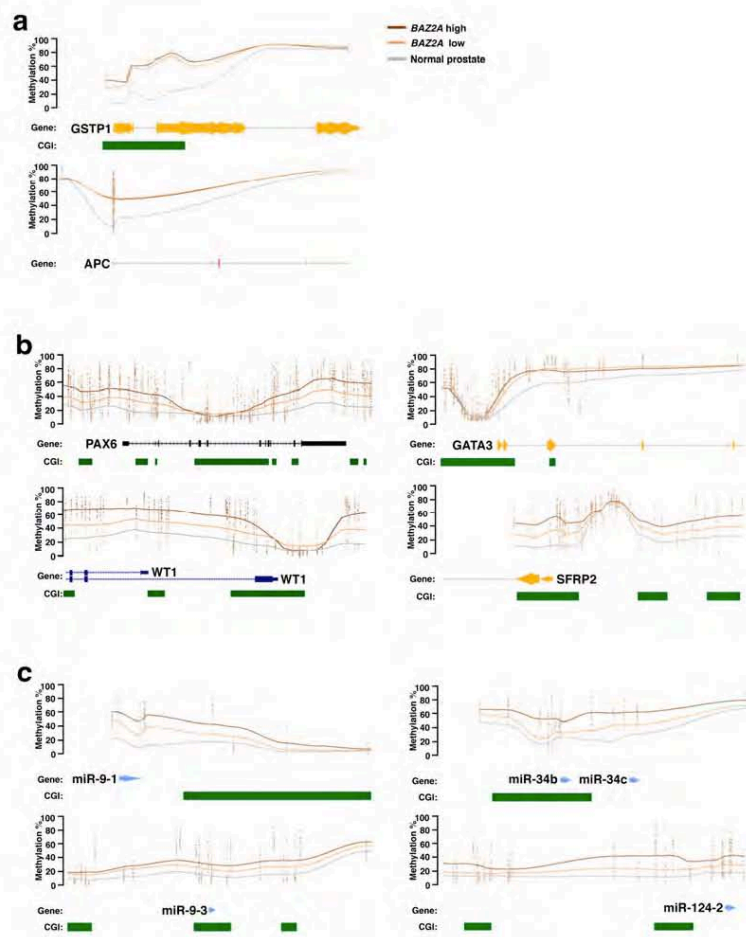 a
BAZ2A high
BAZ2A low
Normal prostate
Methylation %
100
80
60
40
20
0
Gene: GSTP1
CGI:
Methylation %
100
80
60
40
20
0
Gene: APC
b
Methylation %
100
80
60
40
20
0
Gene: PAX6
CGI:
Methylation %
100
80
60
40
20
0
Gene: GATA3
CGI:
Methylation %
100
80
60
40
20
0
WT1
Gene: WT1
CGI:
Methylation %
100
80
60
40
20
0
Gene: SFRP2
CGI:
c
Methylation %
100
80
60
40
20
0
Gene: miR-9-1
CGI:
Methylation %
100
80
60
40
20
0
Gene: miR-34b miR-34c
CGI:
Methylation %
100
80
60
40
20
0
Gene: miR-9-3
CGI:
Methylation %
100
80
60
40
20
0
Gene: miR-124-2
CGI: